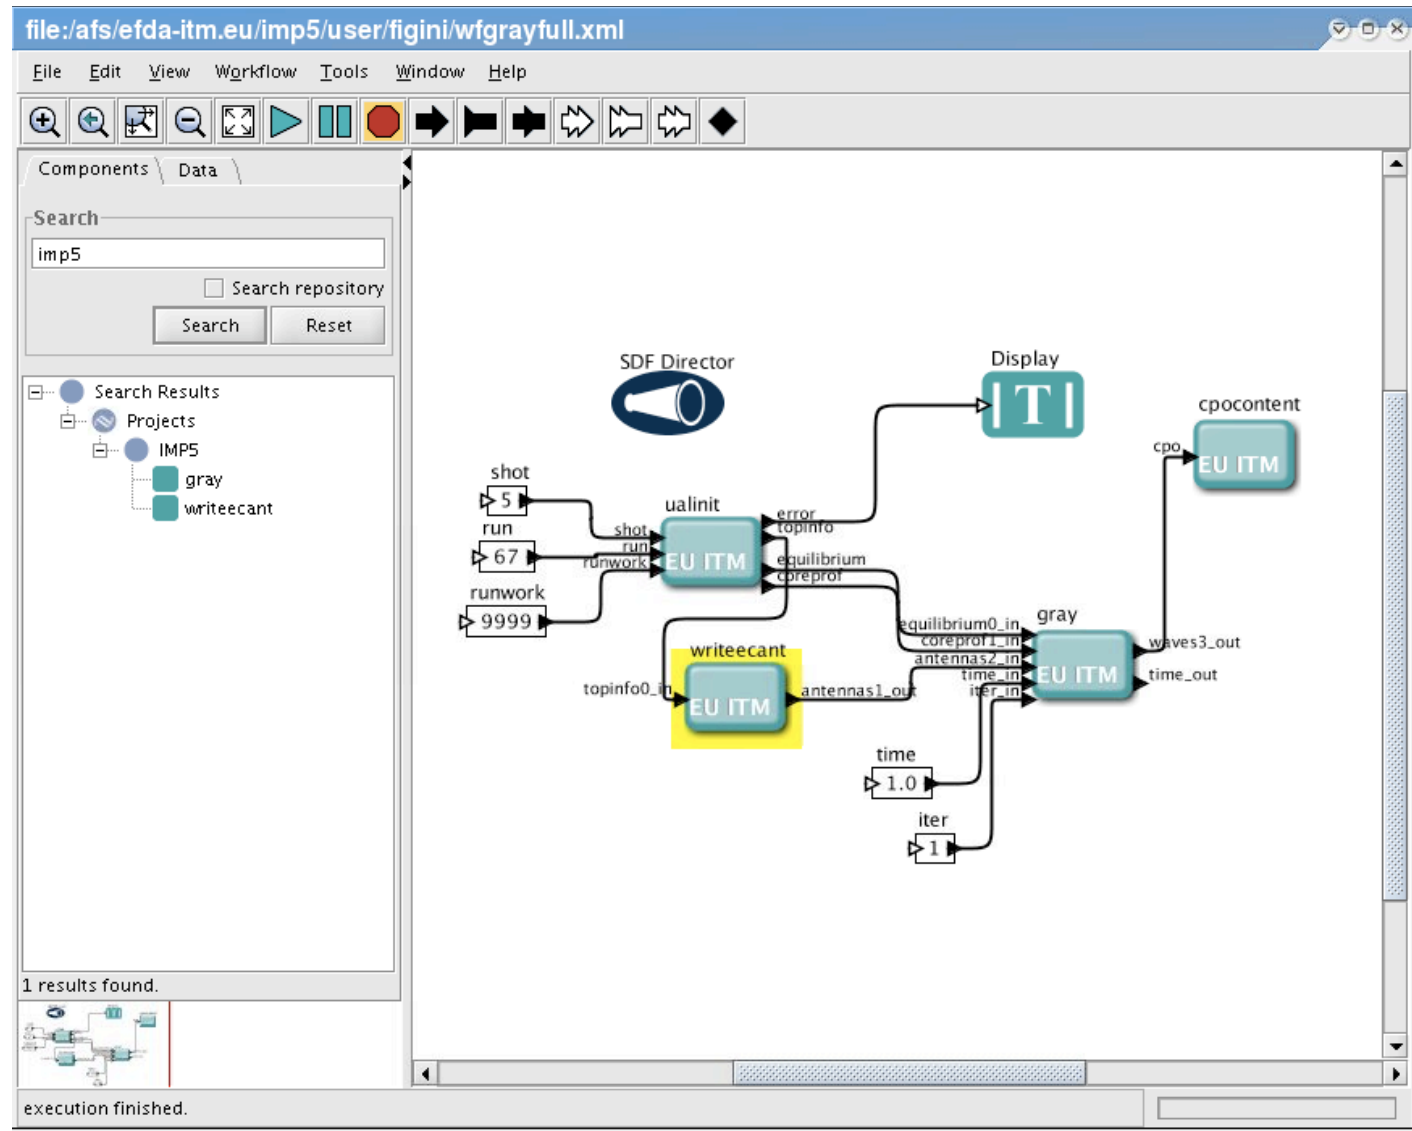 file:/afs/efda-itm.eu/imp5/user/figini/wfgrayfull.xml
File Edit View Workflow Tools Window Help
Components Data
Search
imp5
Search repository
Search Reset
Search Results
Projects
IMP5
gray
writeecant
1 results found.
SDF Director
Display
T
cpocontent
cpo
EU ITM
shot
5
run
67
runwork
9999
ualinit
shot
run
runwork
EU ITM
error
topinfo
equilibrium
coreprof
writeecant
topinfo0_in
EU ITM
antennas1_out
gray
equilibrium0_in
coreprof1_in
antennas2_in
time_in
iter_in
EU ITM
waves3_out
time_out
time
1.0
iter
1
execution finished.